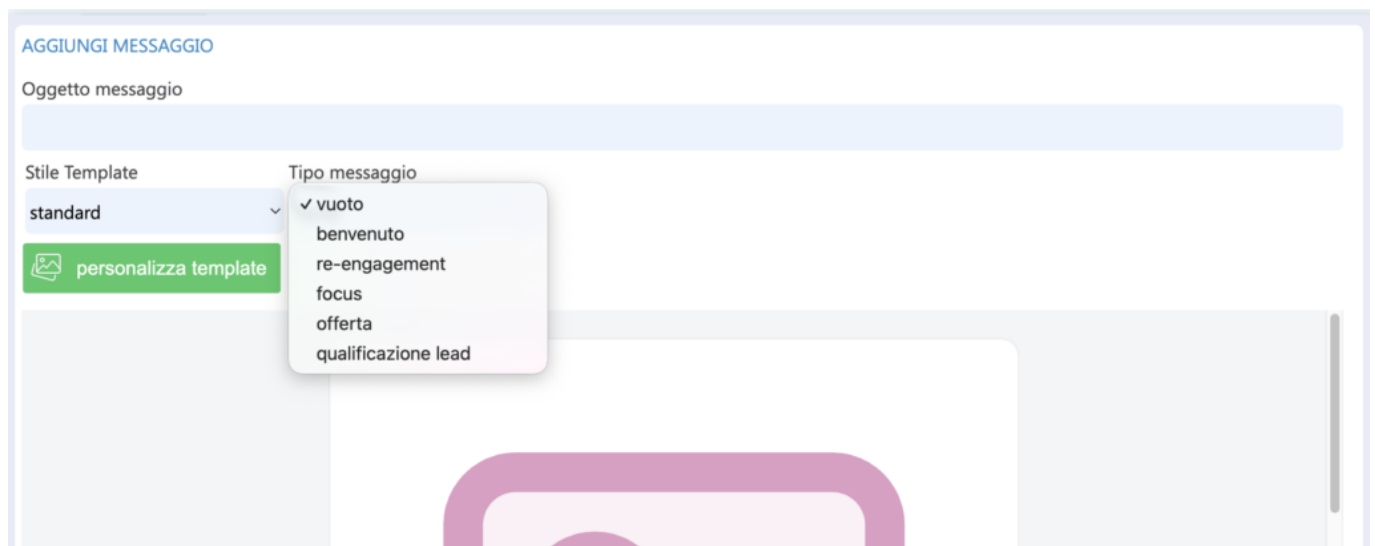 AGGIUNGI MESSAGGIO
Oggetto messaggio
Stile Template
Tipo messaggio
standard
✓ vuoto
benvenuto
re-engagement
focus
offerta
qualificazione lead
personalizza template